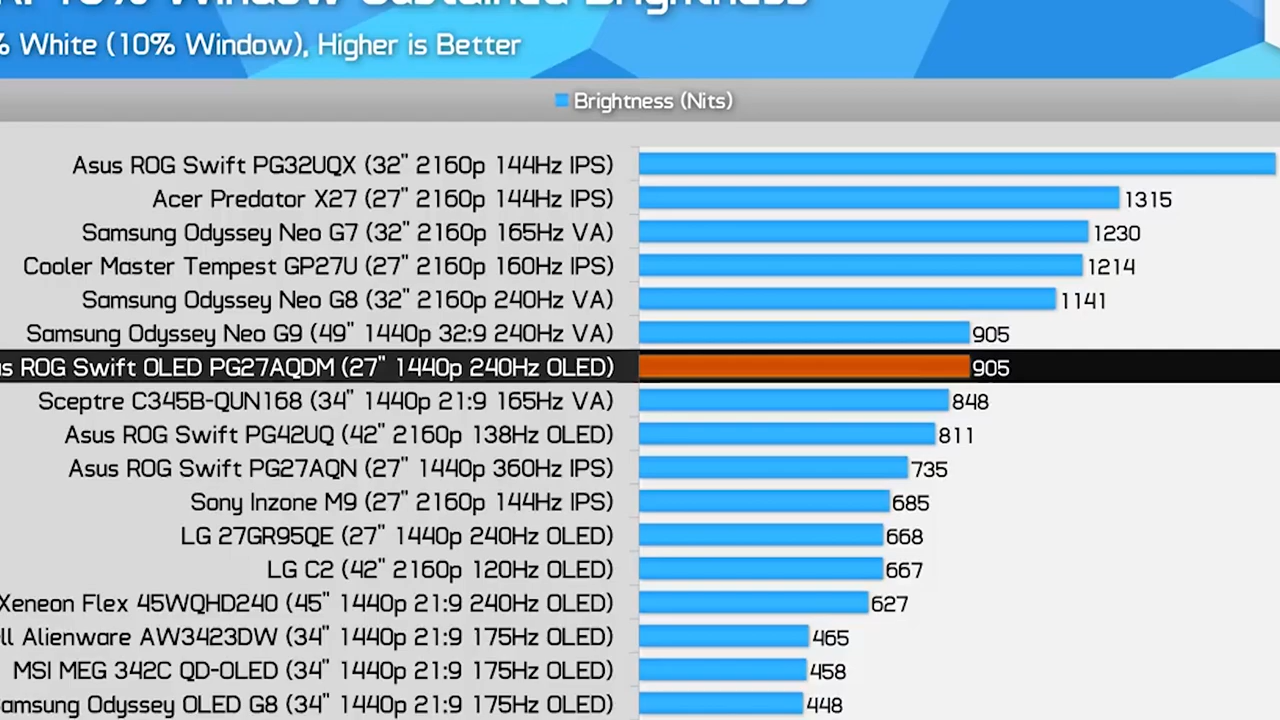 10% Window Sustained Brightness
% White (10% Window), Higher is Better
Brightness (Nits)
Asus ROG Swift PG32UQX (32" 2160p 144Hz IPS)
Acer Predator X27 (27" 2160p 144Hz IPS) 1315
Samsung Odyssey Neo G7 (32" 2160p 165Hz VA) 1230
Cooler Master Tempest GP27U (27" 2160p 160Hz IPS) 1214
Samsung Odyssey Neo G8 (32" 2160p 240Hz VA) 1141
Samsung Odyssey Neo G9 (49" 1440p 32:9 240Hz VA) 905
us ROG Swift OLED PG27AQDM (27" 1440p 240Hz OLED) 905
Sceptre C345B-QUN168 (34" 1440p 21:9 165Hz VA) 848
Asus ROG Swift PG42UQ (42" 2160p 138Hz OLED) 811
Asus ROG Swift PG27AQN (27" 1440p 360Hz IPS) 735
Sony Inzone M9 (27" 2160p 144Hz IPS) 685
LG 27GR95QE (27" 1440p 240Hz OLED) 668
LG C2 (42" 2160p 120Hz OLED) 667
Xeneon Flex 45WQHD240 (45" 1440p 21:9 240Hz OLED) 627
ll Alienware AW3423DW (34" 1440p 21:9 175Hz OLED) 465
MSI MEG 342C QD-OLED (34" 1440p 21:9 175Hz OLED) 458
amsung Odyssey OLED G8 (34" 1440p 21:9 175Hz OLED) 448